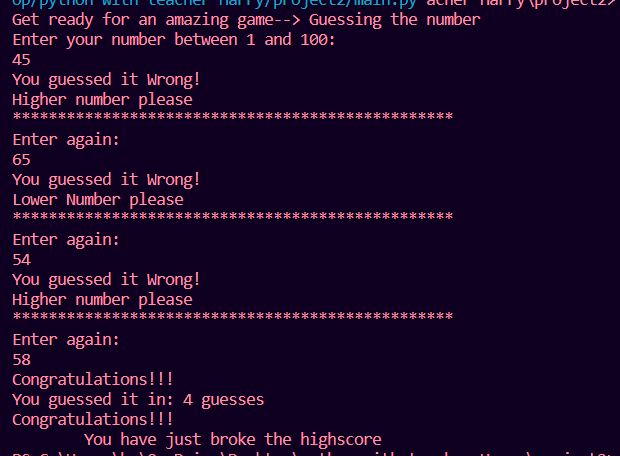 op/python with teacher harry/project2/main.py" acher harry\project2>
Get ready for an amazing game--> Guessing the number
Enter your number between 1 and 100:
45
You guessed it Wrong!
Higher number please
*************************************************
Enter again:
65
You guessed it Wrong!
Lower Number please
*************************************************
Enter again:
54
You guessed it Wrong!
Higher number please
*************************************************
Enter again:
58
Congratulations!!!
You guessed it in: 4 guesses
Congratulations!!!
You have just broke the highscore